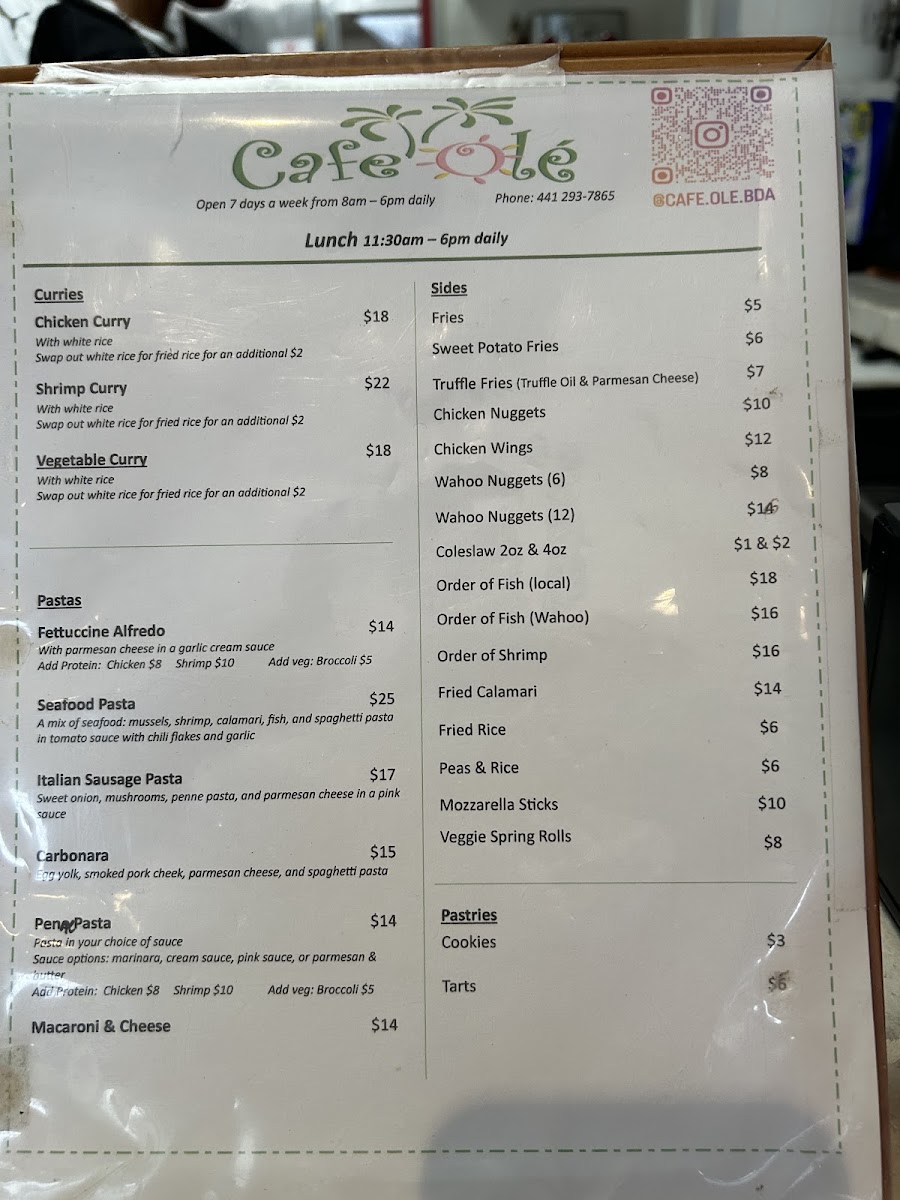 Cafe Olé
Open 7 days a week from 8am – 6pm daily
Phone: 441 293-7865
@CAFE.OLE.BDA
Lunch 11:30am – 6pm daily
Curries
Chicken Curry $18
With white rice
Swap out white rice for fried rice for an additional $2
Shrimp Curry $22
With white rice
Swap out white rice for fried rice for an additional $2
Vegetable Curry $18
With white rice
Swap out white rice for fried rice for an additional $2
Pastas
Fettuccine Alfredo $14
With parmesan cheese in a garlic cream sauce
Add Protein: Chicken $8 Shrimp $10 Add veg: Broccoli $5
Seafood Pasta $25
A mix of seafood: mussels, shrimp, calamari, fish, and spaghetti pasta
in tomato sauce with chili flakes and garlic
Italian Sausage Pasta $17
Sweet onion, mushrooms, penne pasta, and parmesan cheese in a pink
sauce
Carbonara $15
Egg yolk, smoked pork cheek, parmesan cheese, and spaghetti pasta
Penne Pasta $14
Pasta in your choice of sauce
Sauce options: marinara, cream sauce, pink sauce, or parmesan &
butter
Add Protein: Chicken $8 Shrimp $10 Add veg: Broccoli $5
Macaroni & Cheese $14
Sides
Fries $5
Sweet Potato Fries $6
Truffle Fries (Truffle Oil & Parmesan Cheese) $7
Chicken Nuggets $10
Chicken Wings $12
Wahoo Nuggets (6) $8
Wahoo Nuggets (12)
Coleslaw 2oz & 4oz $1 & $2
Order of Fish (local) $18
Order of Fish (Wahoo) $16
Order of Shrimp $16
Fried Calamari $14
Fried Rice $6
Peas & Rice $6
Mozzarella Sticks $10
Veggie Spring Rolls $8
Pastries
Cookies $3
Tarts $6